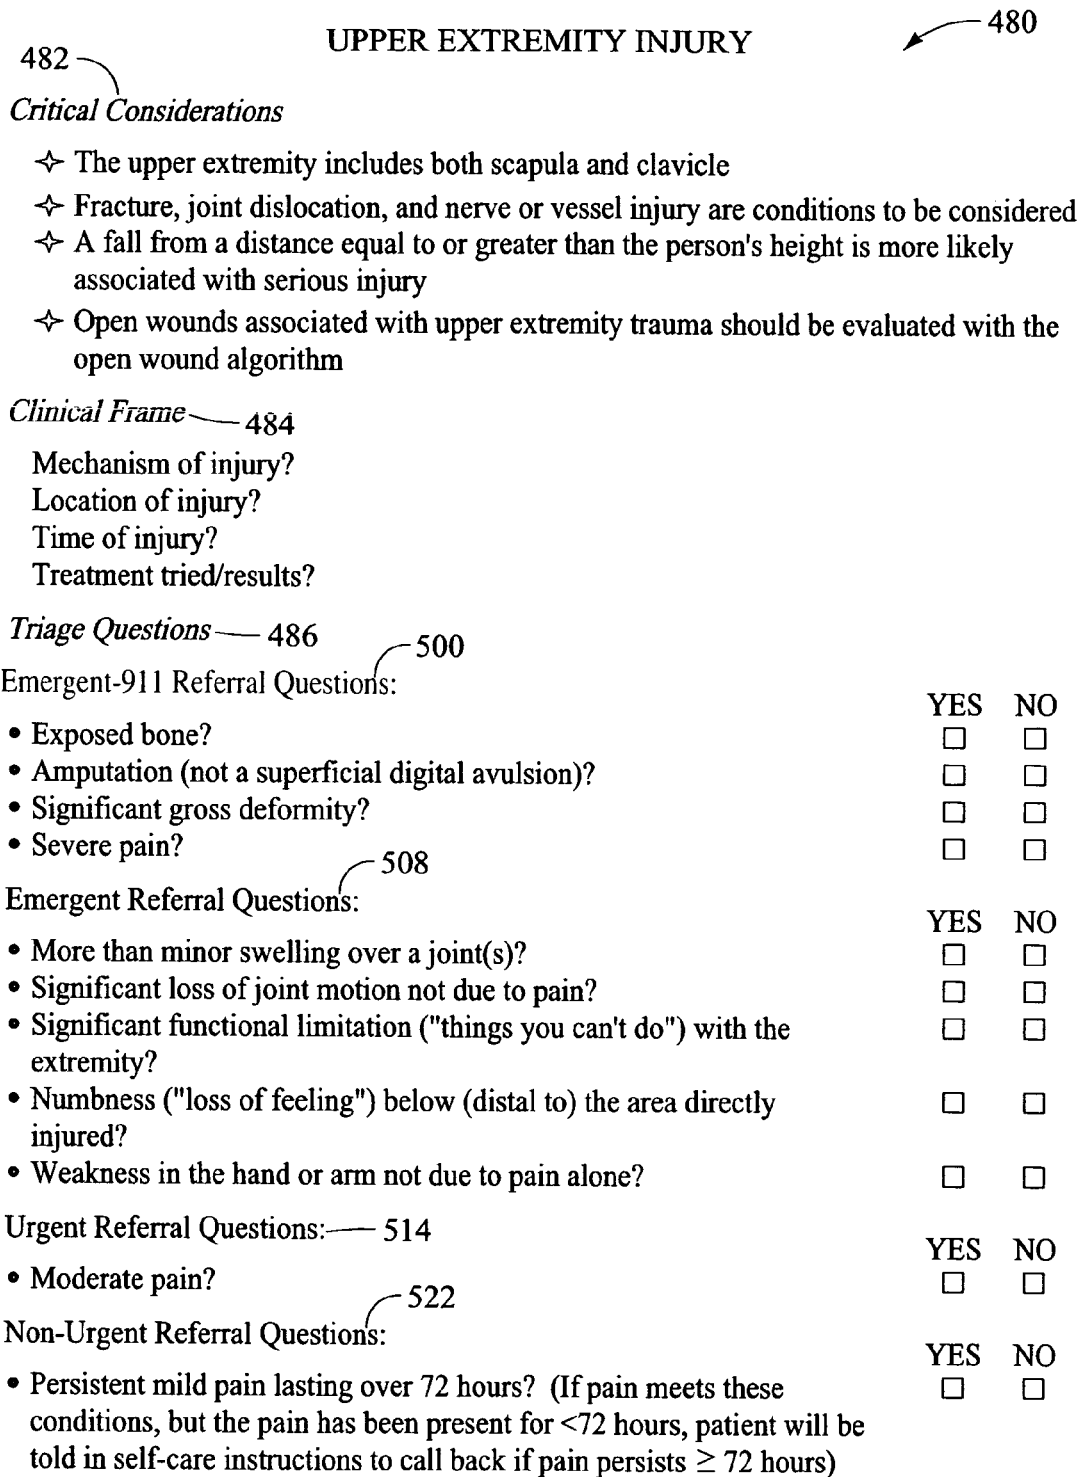 UPPER EXTREMITY INJURY
480
482
Critical Considerations
✧ The upper extremity includes both scapula and clavicle
✧ Fracture, joint dislocation, and nerve or vessel injury are conditions to be considered
✧ A fall from a distance equal to or greater than the person's height is more likely
associated with serious injury
✧ Open wounds associated with upper extremity trauma should be evaluated with the
open wound algorithm
Clinical Frame 484
Mechanism of injury?
Location of injury?
Time of injury?
Treatment tried/results?
Triage Questions 486
500
Emergent-911 Referral Questions:
YES NO
• Exposed bone? □ □
• Amputation (not a superficial digital avulsion)? □ □
• Significant gross deformity? □ □
• Severe pain? □ □
508
Emergent Referral Questions:
YES NO
• More than minor swelling over a joint(s)? □ □
• Significant loss of joint motion not due to pain? □ □
• Significant functional limitation ("things you can't do") with the □ □
extremity?
• Numbness ("loss of feeling") below (distal to) the area directly □ □
injured?
• Weakness in the hand or arm not due to pain alone? □ □
Urgent Referral Questions: 514
YES NO
• Moderate pain? □ □
522
Non-Urgent Referral Questions:
YES NO
• Persistent mild pain lasting over 72 hours? (If pain meets these □ □
conditions, but the pain has been present for <72 hours, patient will be
told in self-care instructions to call back if pain persists ≥ 72 hours)